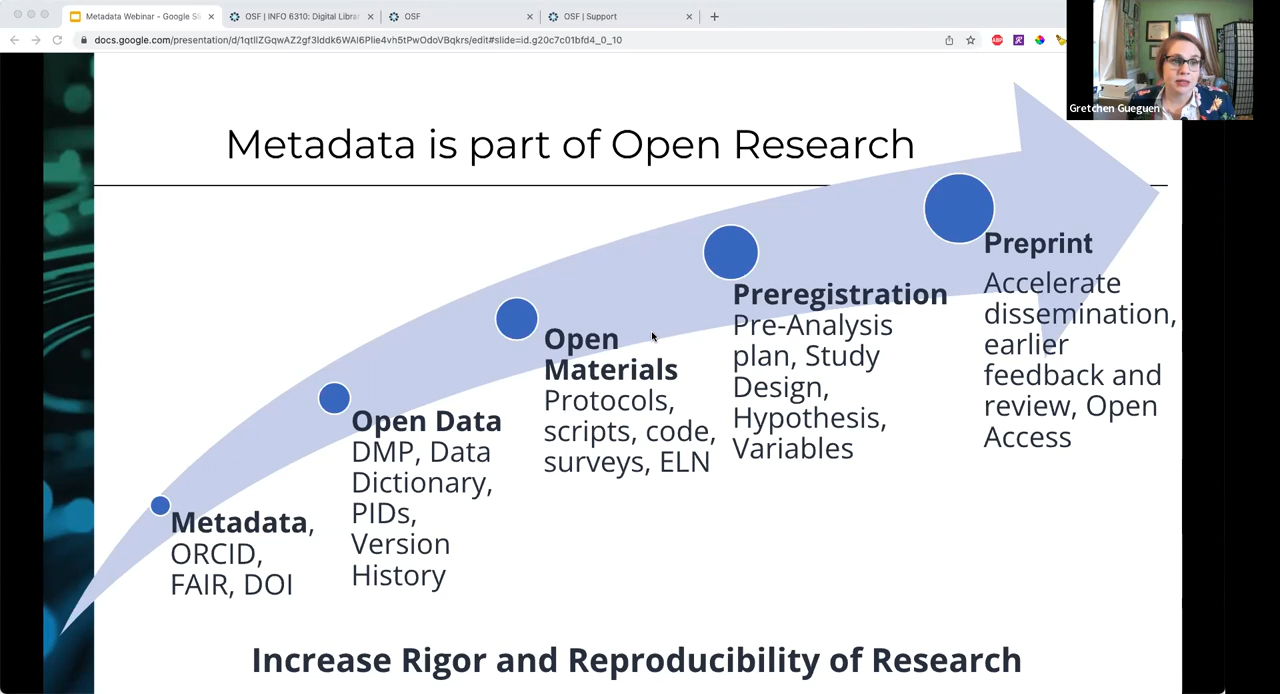 Metadata Webinar - Google Sl
OSF | INFO 6310: Digital Librar
OSF
OSF | Support
docs.google.com/presentation/d/1qtIlZGqwAZ2gf3Iddk6WAI6Plie4vh5tPwOdoVBqkrs/edit#slide=id.g20c7c01bfd4_0_10
ABP
Gretchen Gueguen
Metadata is part of Open Research
Metadata,
ORCID,
FAIR, DOI
Open Data
DMP, Data
Dictionary,
PIDs,
Version
History
Open
Materials
Protocols,
scripts, code,
surveys, ELN
Preregistration
Pre-Analysis
plan, Study
Design,
Hypothesis,
Variables
Preprint
Accelerate
dissemination,
earlier
feedback and
review, Open
Access
Increase Rigor and Reproducibility of Research